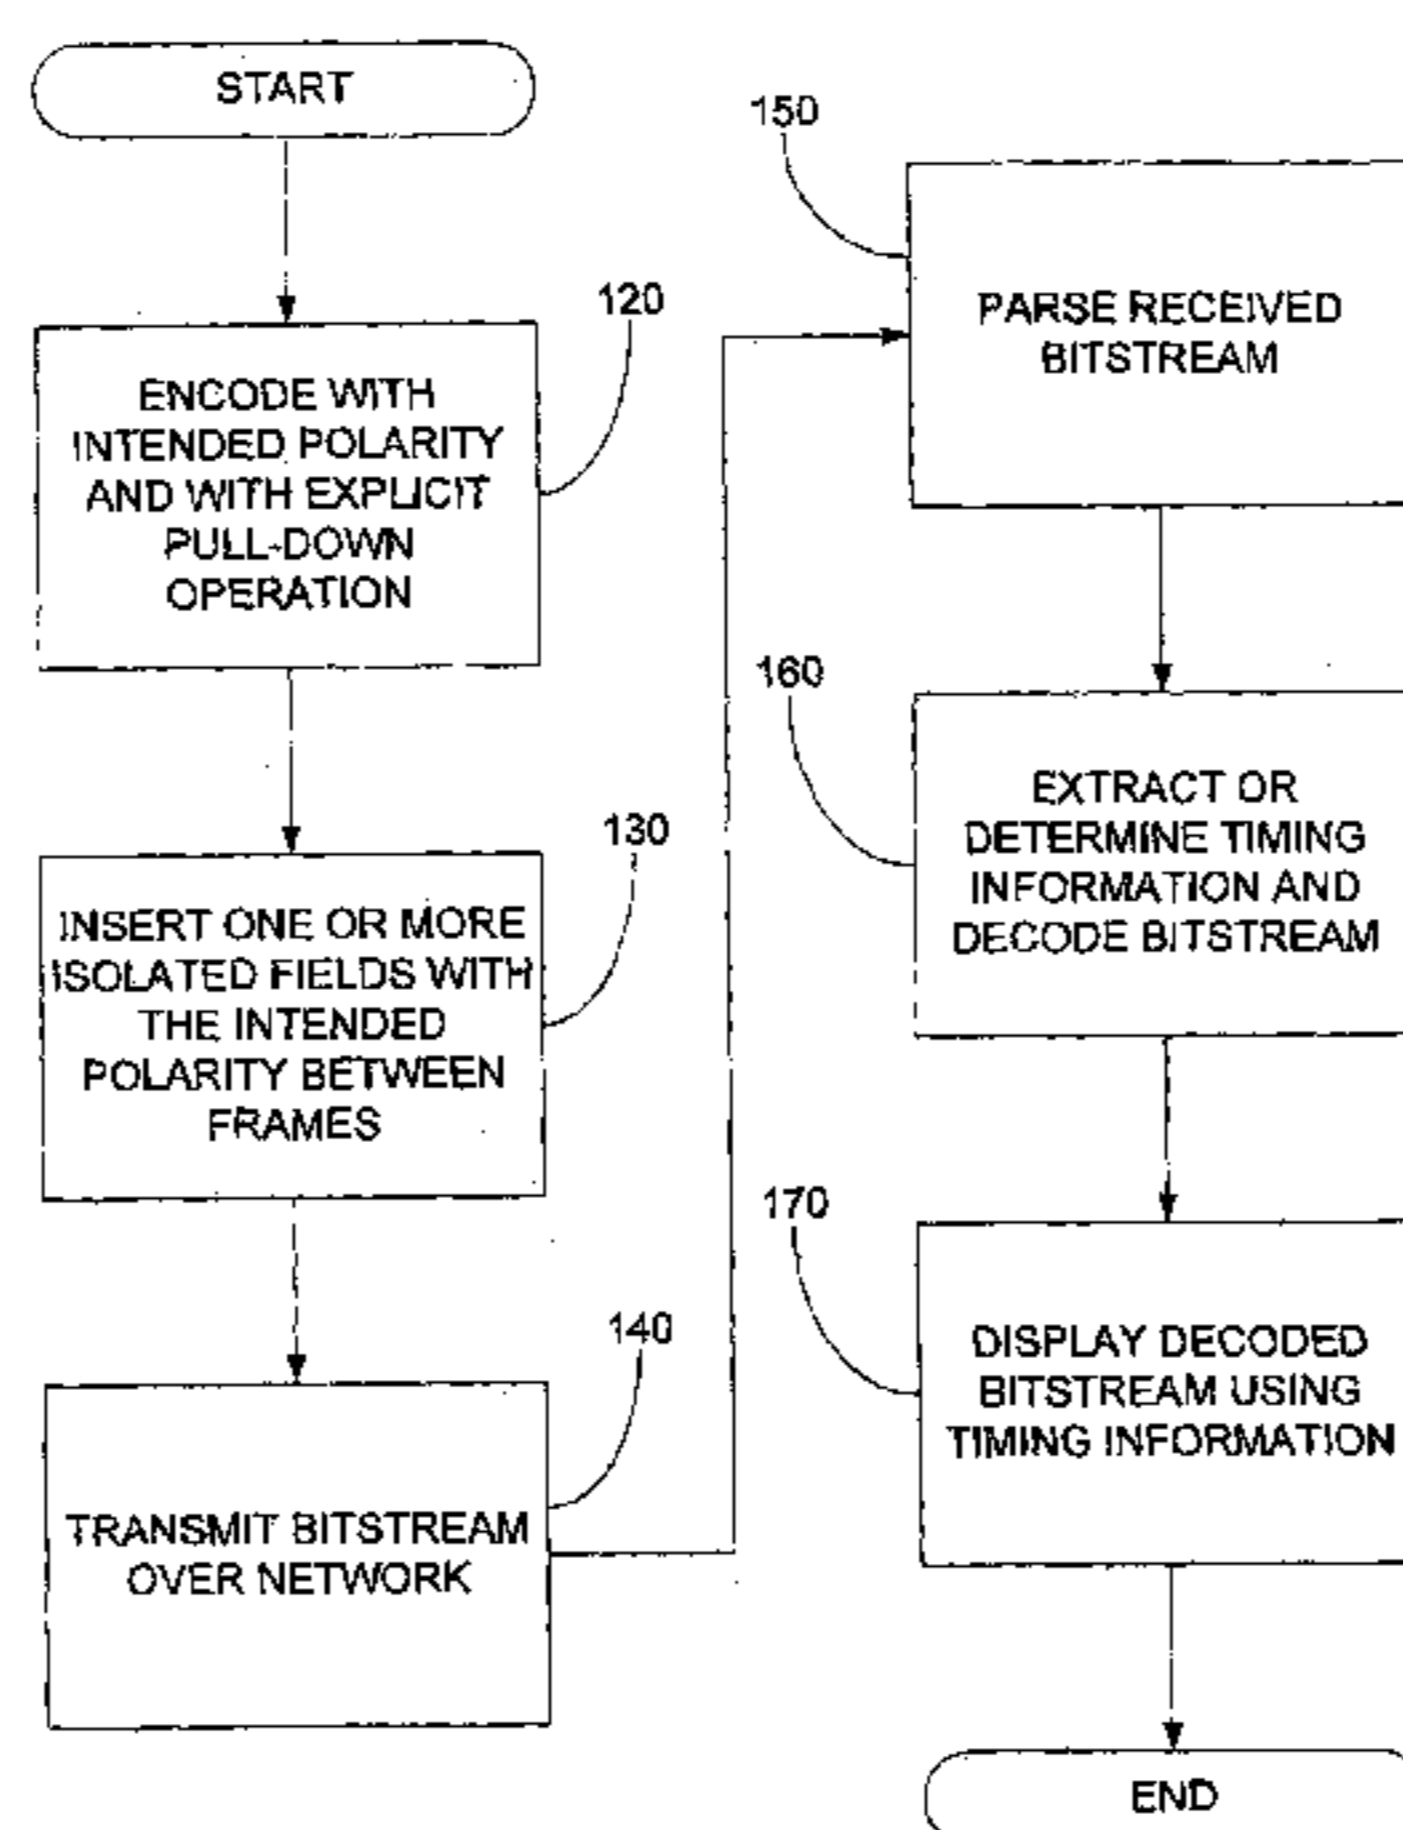 START
120
ENCODE WITH
INTENDED POLARITY
AND WITH EXPLICIT
PULL-DOWN
OPERATION
130
INSERT ONE OR MORE
ISOLATED FIELDS WITH
THE INTENDED
POLARITY BETWEEN
FRAMES
140
TRANSMIT BITSTREAM
OVER NETWORK
150
PARSE RECEIVED
BITSTREAM
160
EXTRACT OR
DETERMINE TIMING
INFORMATION AND
DECODE BITSTREAM
170
DISPLAY DECODED
BITSTREAM USING
TIMING INFORMATION
END